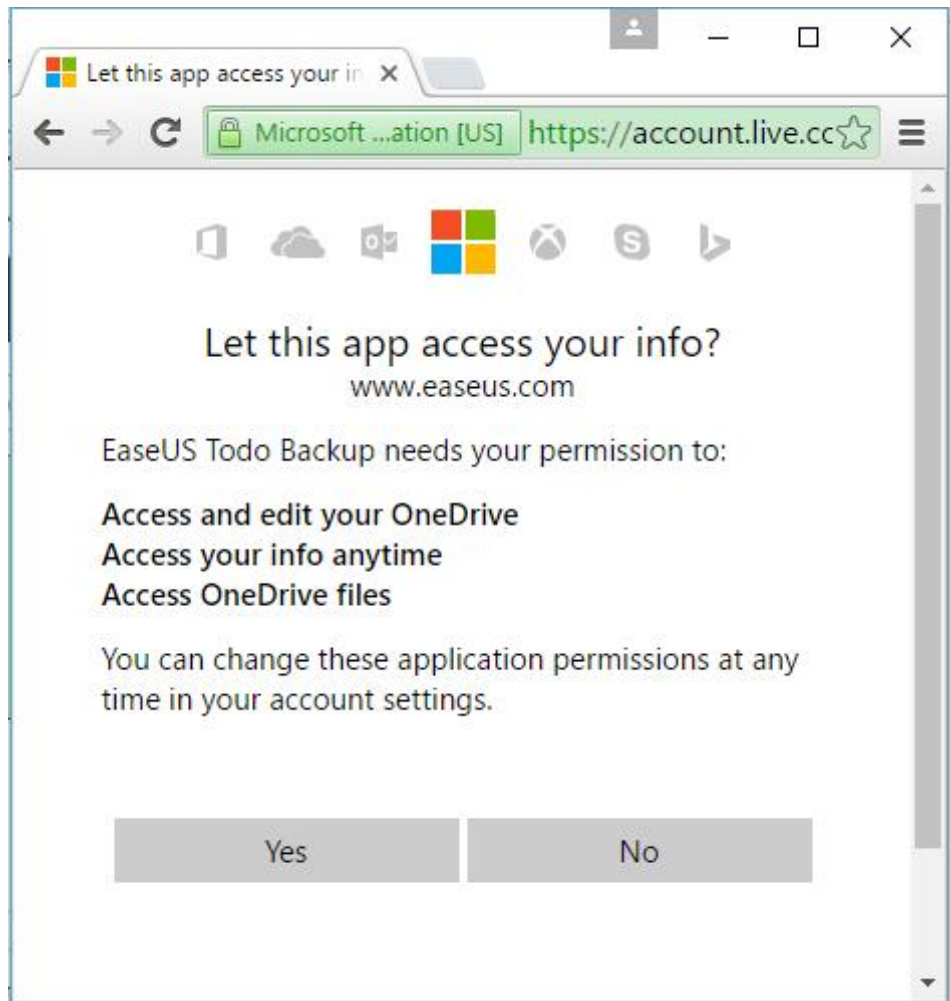 Let this app access your in
Microsoft ...ation [US] https://account.live.cc
Let this app access your info?
www.easeus.com
EaseUS Todo Backup needs your permission to:
Access and edit your OneDrive
Access your info anytime
Access OneDrive files
You can change these application permissions at any
time in your account settings.
Yes No